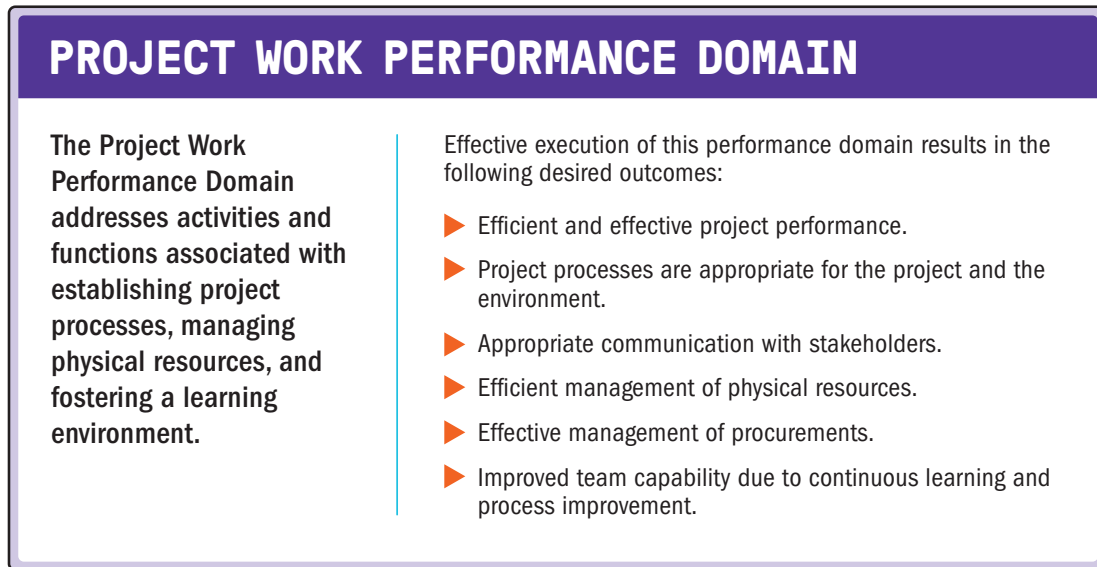 PROJECT WORK PERFORMANCE DOMAIN
The Project Work
Performance Domain
addresses activities and
functions associated with
establishing project
processes, managing
physical resources, and
fostering a learning
environment.
Effective execution of this performance domain results in the
following desired outcomes:
Efficient and effective project performance.
Project processes are appropriate for the project and the
environment.
Appropriate communication with stakeholders.
Efficient management of physical resources.
Effective management of procurements.
Improved team capability due to continuous learning and
process improvement.